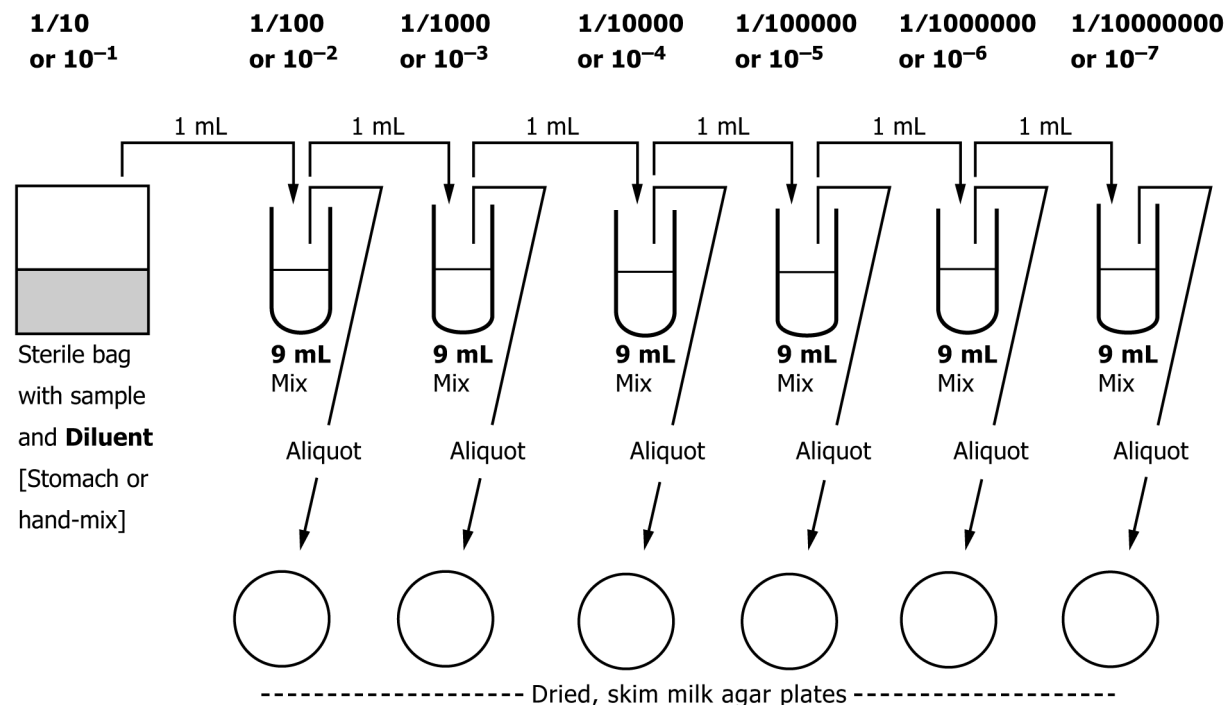 1/10 1/100 1/1000 1/10000 1/100000 1/1000000 1/10000000
or 10⁻¹ or 10⁻² or 10⁻³ or 10⁻⁴ or 10⁻⁵ or 10⁻⁶ or 10⁻⁷
1 mL 1 mL 1 mL 1 mL 1 mL 1 mL
Sterile bag
with sample
and Diluent
[Stomach or
hand-mix]
9 mL 9 mL 9 mL 9 mL 9 mL 9 mL
Mix Mix Mix Mix Mix Mix
Aliquot Aliquot Aliquot Aliquot Aliquot Aliquot
Dried, skim milk agar plates